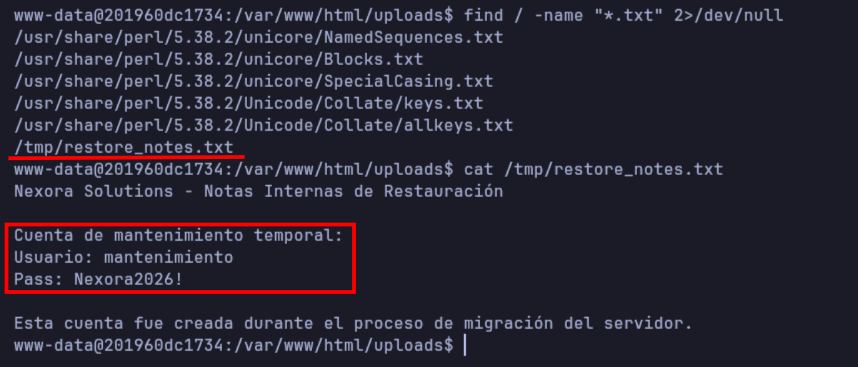 www-data@201960dc1734:/var/www/html/uploads$ find / -name "*.txt" 2>/dev/null
/usr/share/perl/5.38.2/unicore/NamedSequences.txt
/usr/share/perl/5.38.2/unicore/Blocks.txt
/usr/share/perl/5.38.2/unicore/SpecialCasing.txt
/usr/share/perl/5.38.2/Unicode/Collate/keys.txt
/usr/share/perl/5.38.2/Unicode/Collate/allkeys.txt
/tmp/restore_notes.txt
www-data@201960dc1734:/var/www/html/uploads$ cat /tmp/restore_notes.txt
Nexora Solutions - Notas Internas de Restauración
Cuenta de mantenimiento temporal:
Usuario: mantenimiento
Pass: Nexora2026!
Esta cuenta fue creada durante el proceso de migración del servidor.
www-data@201960dc1734:/var/www/html/uploads$